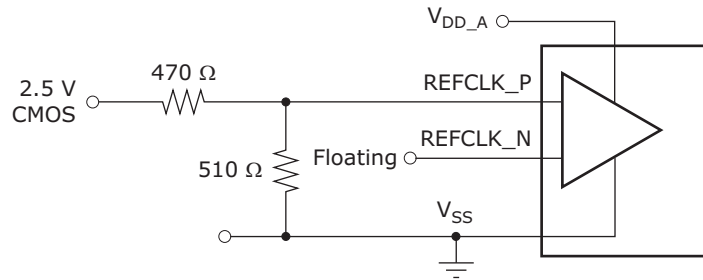 V_DD_A
470 Ω
2.5 V
CMOS
REFCLK_P
REFCLK_N
Floating
510 Ω
V_SS